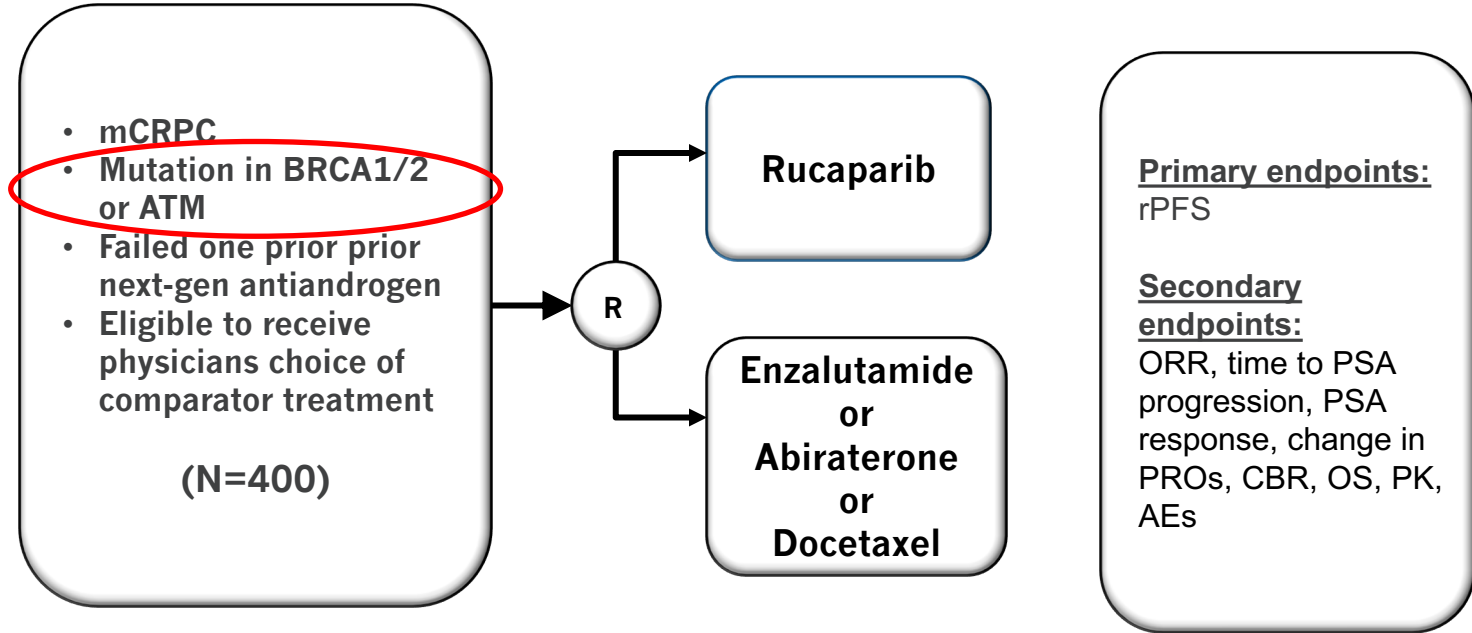 • mCRPC
• Mutation in BRCA1/2
or ATM
• Failed one prior prior
next-gen antiandrogen
• Eligible to receive
physicians choice of
comparator treatment
(N=400)
R
Rucaparib
Enzalutamide
or
Abiraterone
or
Docetaxel
Primary endpoints:
rPFS
Secondary
endpoints:
ORR, time to PSA
progression, PSA
response, change in
PROs, CBR, OS, PK,
AEs